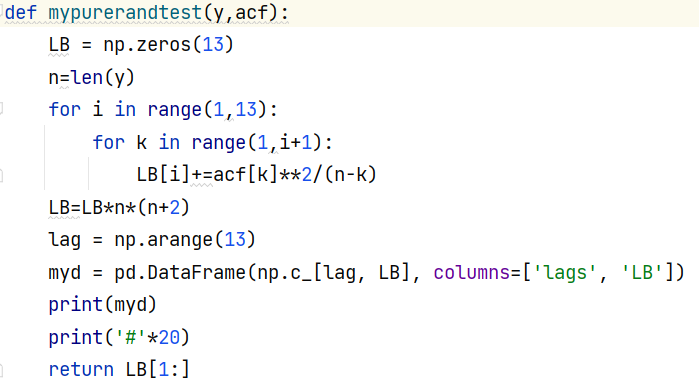 def mypurerandtest(y,acf):
    LB = np.zeros(13)
    n=len(y)
    for i in range(1,13):
        for k in range(1,i+1):
            LB[i]+=acf[k]**2/(n-k)
    LB=LB*n*(n+2)
    lag = np.arange(13)
    myd = pd.DataFrame(np.c_[lag, LB], columns=['lags', 'LB'])
    print(myd)
    print('#'*20)
    return LB[1:]